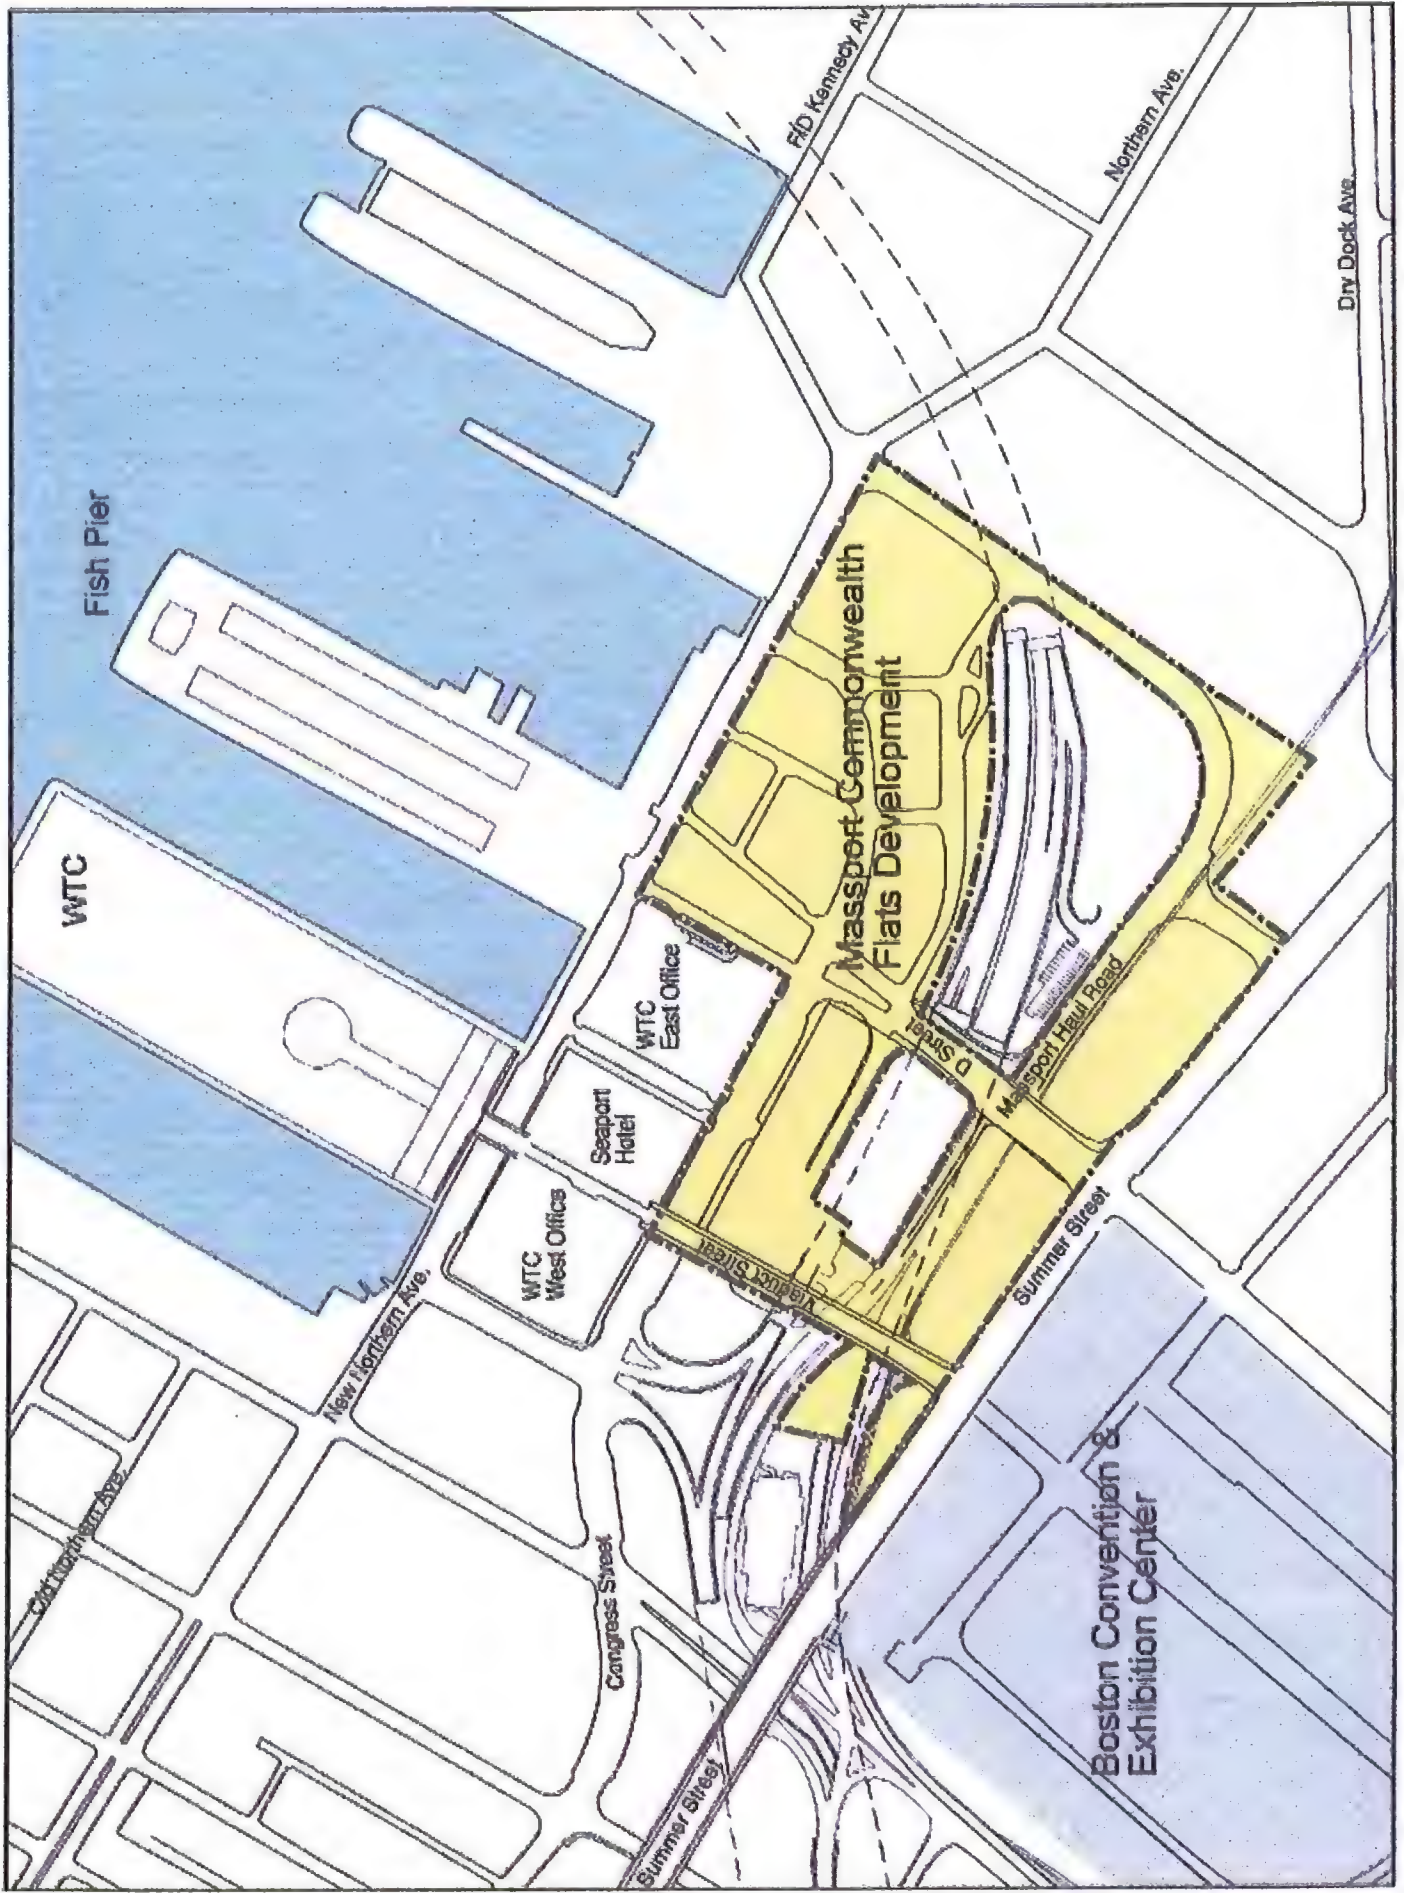 Fish Pier
WTC
F/D Kennedy Av
Northern Ave.
Dry Dock Ave.
Massport Commonwealth
Flats Development
WTC
East Office
Seaport
Hotel
WTC
West Office
D Street
Massport Haul Road
Viaduct Street
Summer Street
New Northern Ave.
Old Northern Ave.
Congress Street
Summer Street
Boston Convention &
Exhibition Center